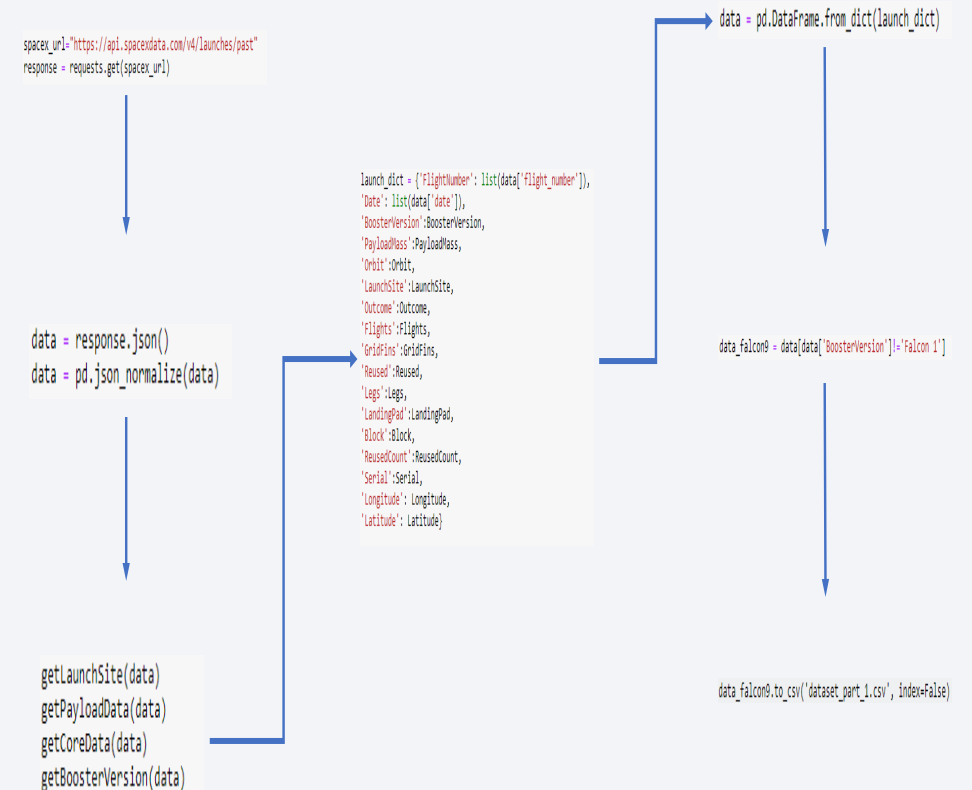 spacex_url="https://api.spacexdata.com/v4/launches/past"
response = requests.get(spacex_url)
data = response.json()
data = pd.json_normalize(data)
getLaunchSite(data)
getPayloadData(data)
getCoreData(data)
getBoosterVersion(data)
launch_dict = {'FlightNumber': list(data['flight_number']),
'Date': list(data['date']),
'BoosterVersion':BoosterVersion,
'PayloadMass':PayloadMass,
'Orbit':Orbit,
'LaunchSite':LaunchSite,
'Outcome':Outcome,
'Flights':Flights,
'GridFins':GridFins,
'Reused':Reused,
'Legs':Legs,
'LandingPad':LandingPad,
'Block':Block,
'ReusedCount':ReusedCount,
'Serial':Serial,
'Longitude': Longitude,
'Latitude': Latitude}
data = pd.DataFrame.from_dict(launch_dict)
data_falcon9 = data[data['BoosterVersion']!='Falcon 1']
data_falcon9.to_csv('dataset_part_1.csv', index=False)